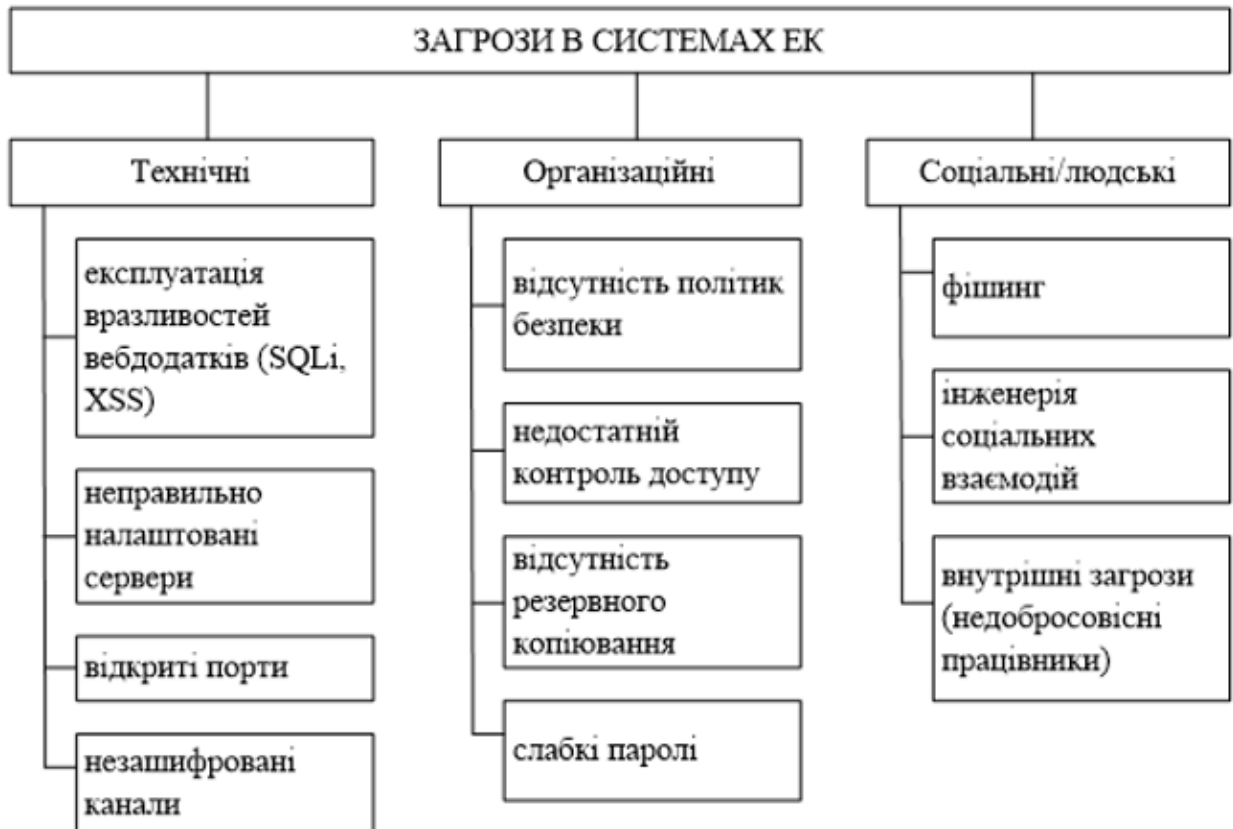 ЗАГРОЗИ В СИСТЕМАХ ЕК
Технічні
експлуатація
вразливостей
вебдодатків (SQLi,
XSS)
неправильно
налаштовані
сервери
відкриті порти
незашифровані
канали
Організаційні
відсутність політик
безпеки
недостатній
контроль доступу
відсутність
резервного
копіювання
слабкі паролі
Соціальні/людські
фішинг
інженерія
соціальних
взаємодій
внутрішні загрози
(недобросовісні
працівники)